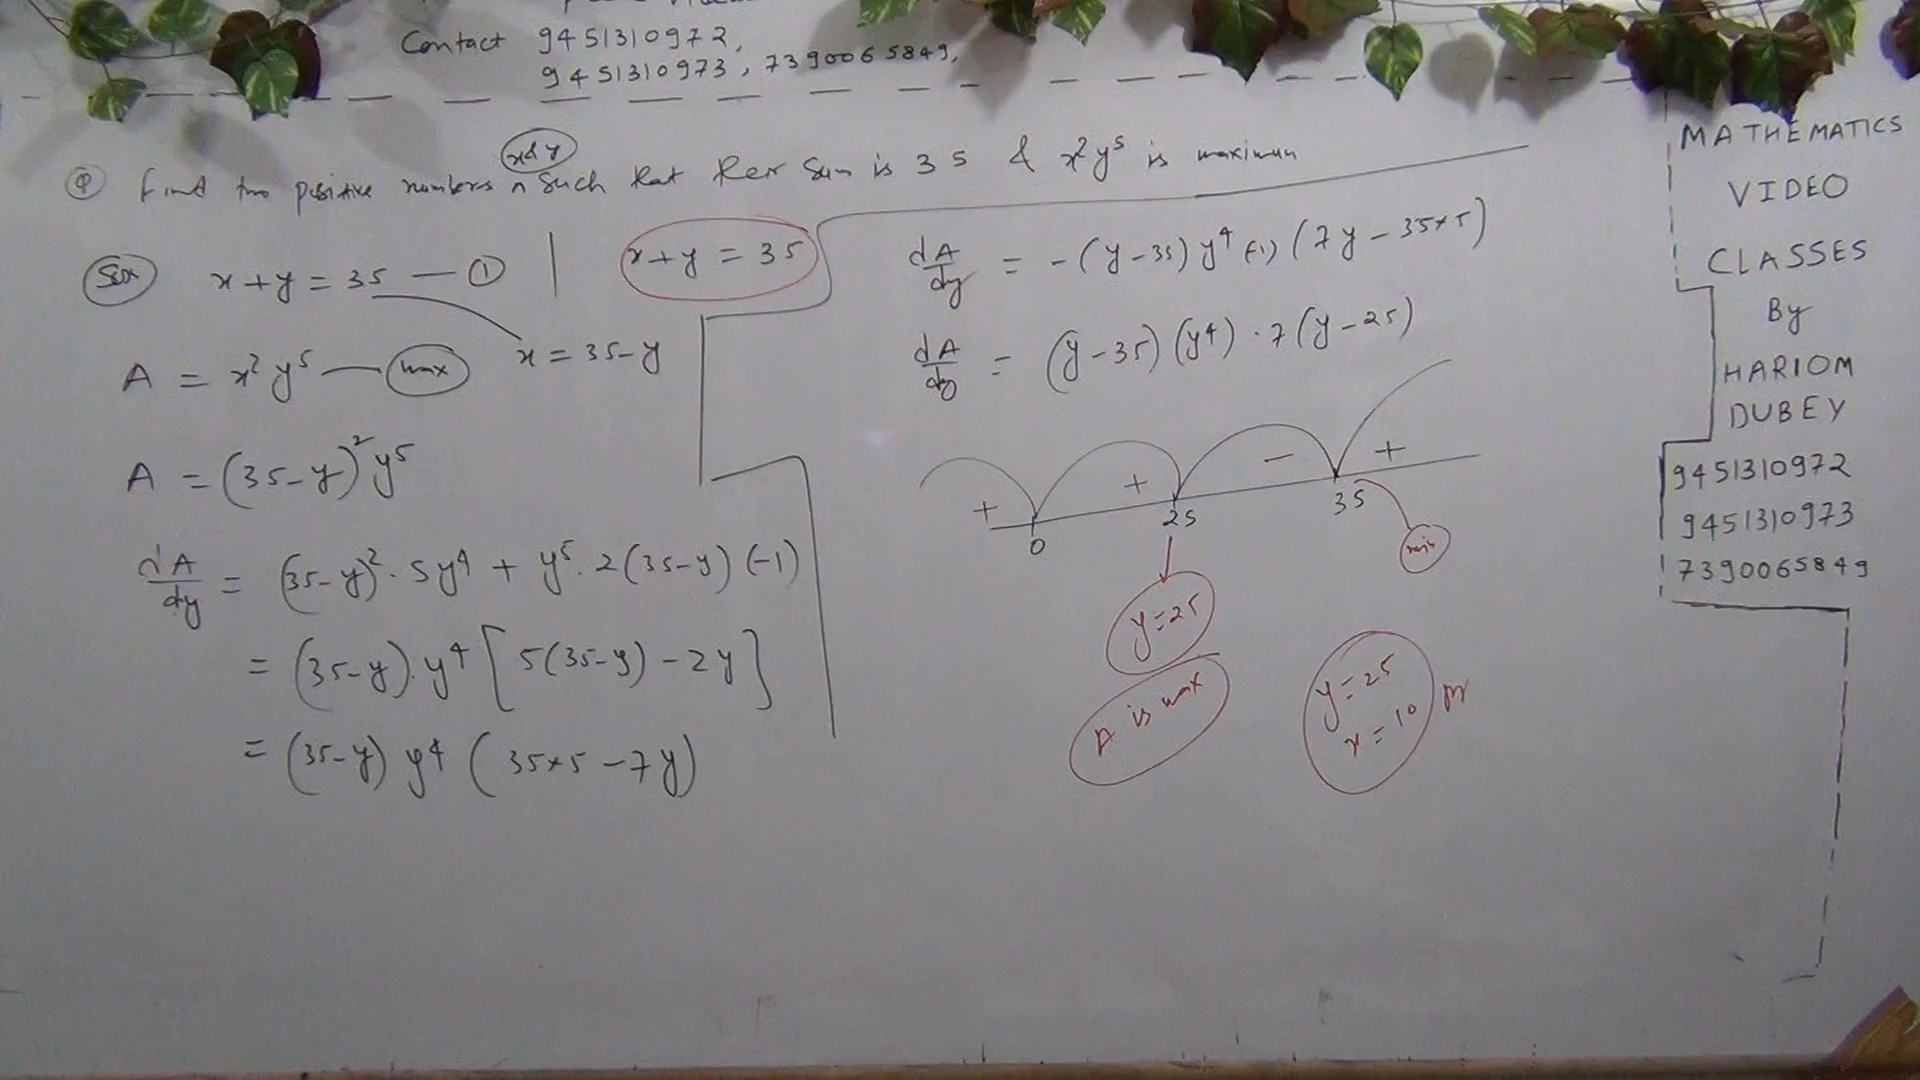 Contact 9451310972,
9451310973, 7390065849,
Q Find two positive numbers x & y such that their sum is 35 & x²y⁵ is maximum
Soln x+y = 35 — ①
x+y = 35
x = 35-y
A = x²y⁵ — max
A = (35-y)²y⁵
dA/dy = (35-y)². 5y⁴ + y⁵. 2(35-y)(-1)
= (35-y). y⁴ [5(35-y) - 2y]
= (35-y) y⁴ (35×5 - 7y)
dA/dy = -(y-35) y⁴ (-1) (7y - 35×5)
dA/dy = (y-35)(y⁴) . 7(y-25)
+ + - +
0 25 35
min
y=25
A is max
y=25
x=10
MATHEMATICS
VIDEO
CLASSES
By
HARIOM
DUBEY
9451310972
9451310973
7390065849